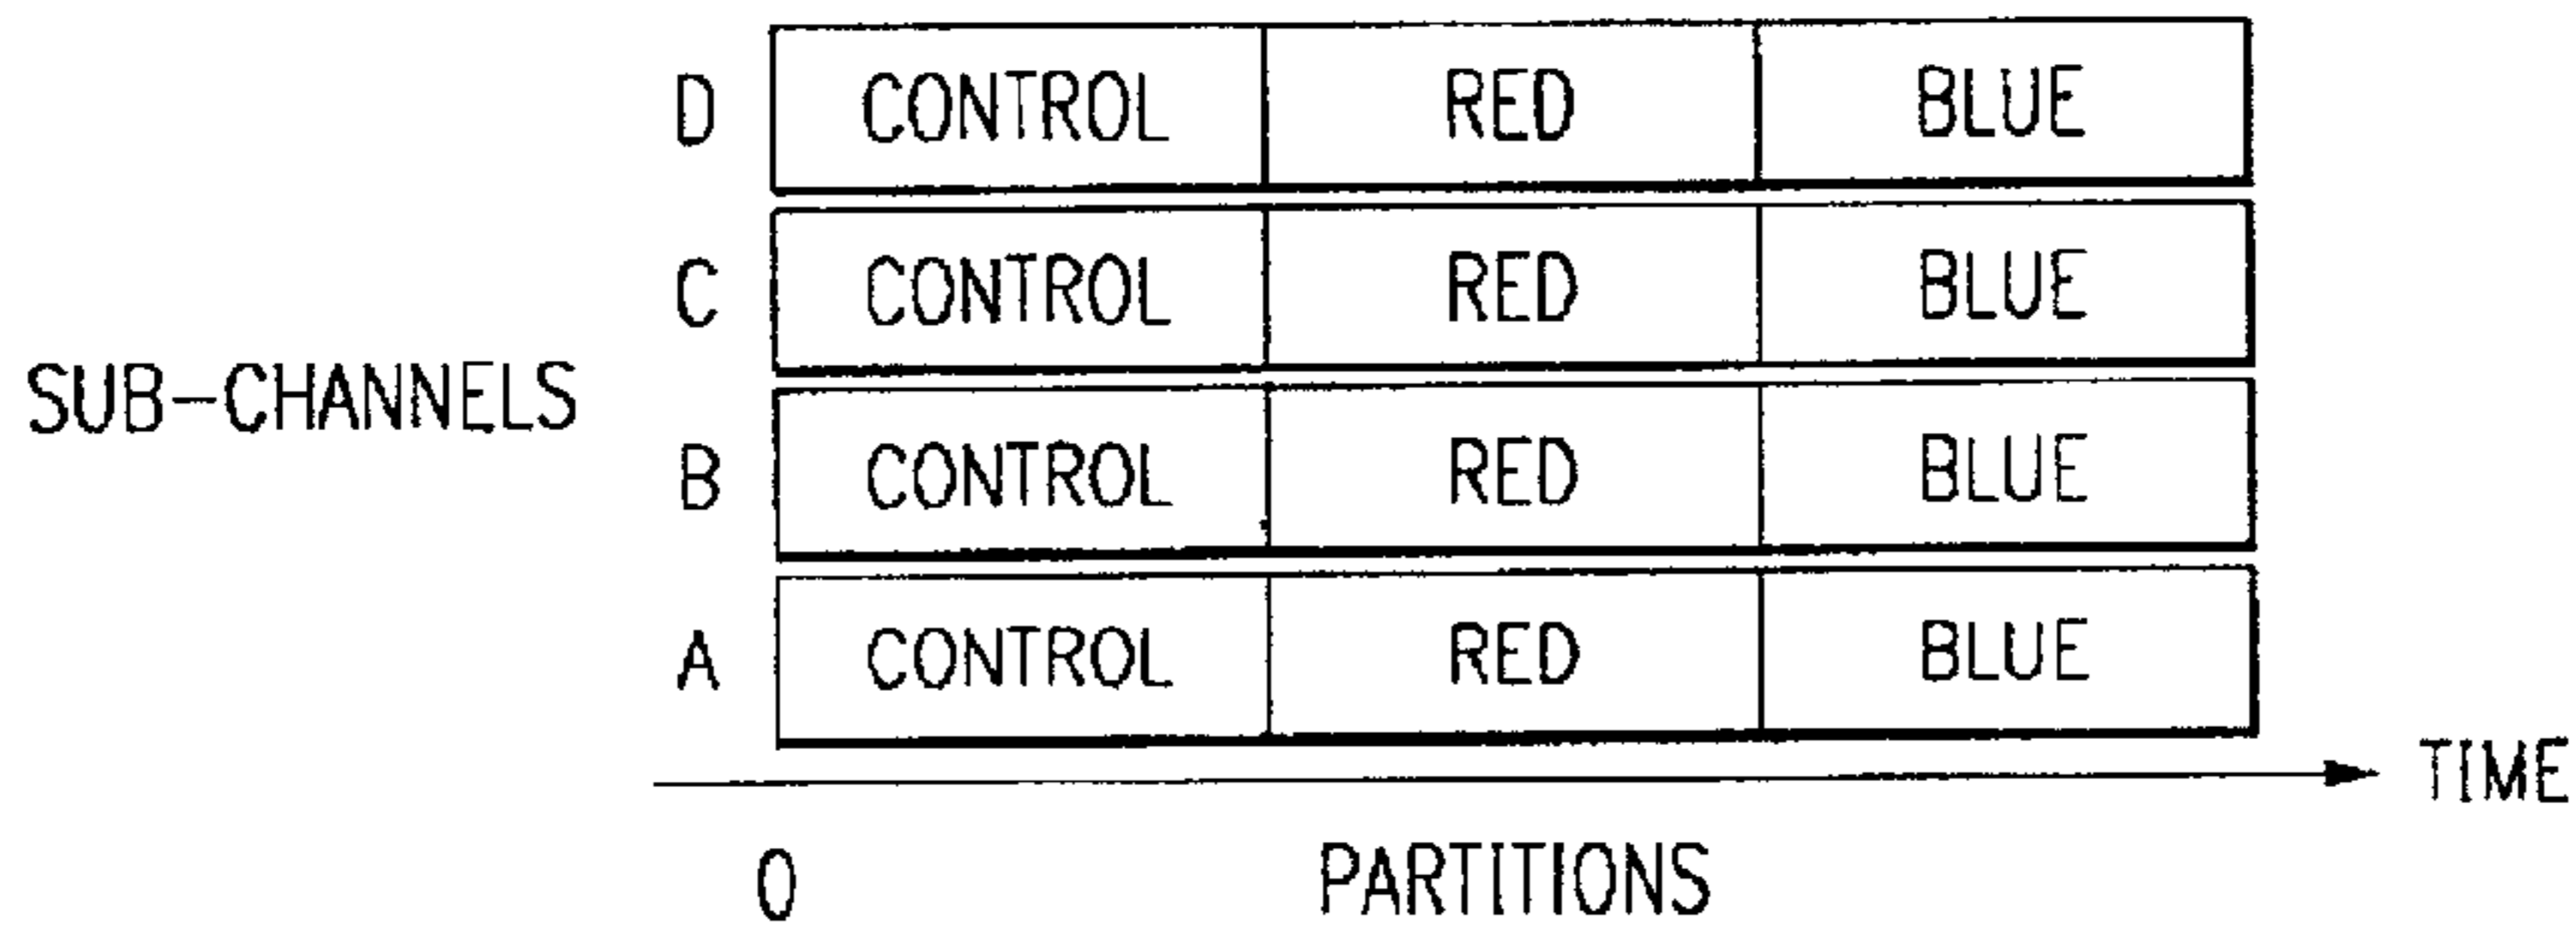 D CONTROL RED BLUE
C CONTROL RED BLUE
SUB-CHANNELS
B CONTROL RED BLUE
A CONTROL RED BLUE
TIME
0 PARTITIONS